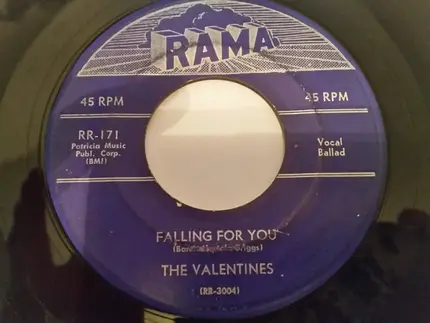 RAMA
45 RPM
45 RPM
RR-171
Patricia Music
Publ. Corp.
(BMI)
Vocal
Ballad
FALLING FOR YOU
THE VALENTINES
(RR-3004)